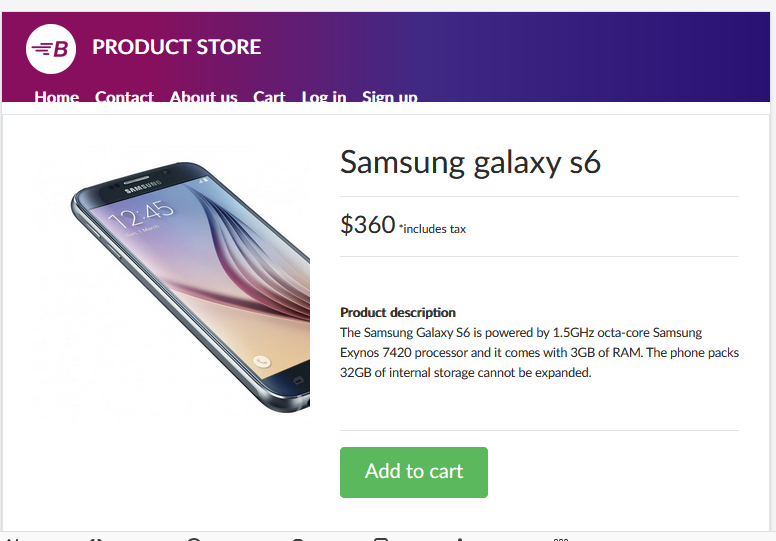 B PRODUCT STORE
Home Contact About us Cart Log in Sign up
Samsung galaxy s6
SAMSUNG
12:45
$360 *includes tax
Product description
The Samsung Galaxy S6 is powered by 1.5GHz octa-core Samsung
Exynos 7420 processor and it comes with 3GB of RAM. The phone packs
32GB of internal storage cannot be expanded.
Add to cart